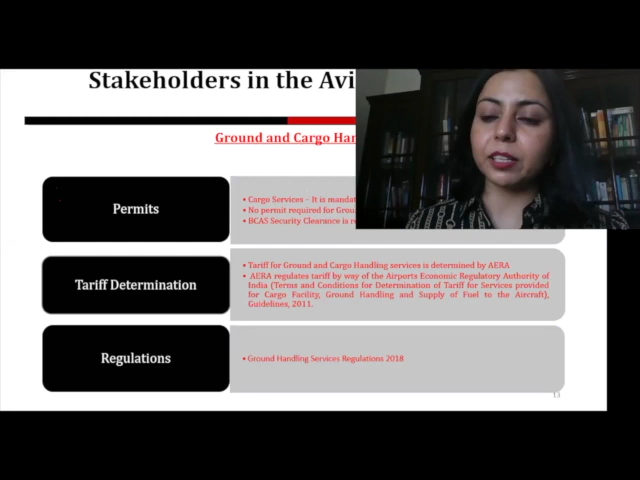 Stakeholders in the Avi
Ground and Cargo Han
Permits
• Cargo Services – It is manda
• No permit required for Grou
• BCAS Security Clearance is re
Tariff Determination
• Tariff for Ground and Cargo Handling services is determined by AERA
• AERA regulates tariff by way of the Airports Economic Regulatory Authority of
India (Terms and Conditions for Determination of Tariff for Services provided
for Cargo Facility, Ground Handling and Supply of Fuel to the Aircraft),
Guidelines, 2011.
Regulations
• Ground Handling Services Regulations 2018
13